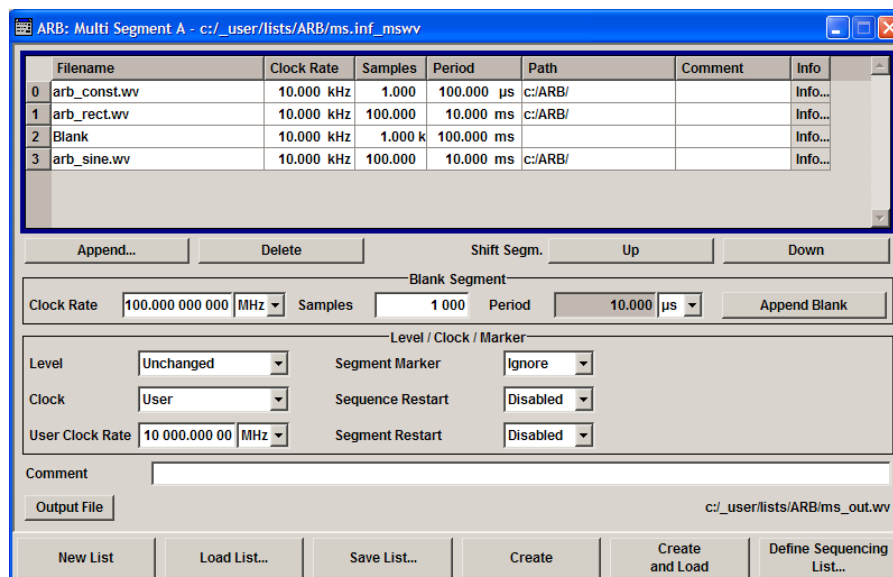 ARB: Multi Segment A - c:/_user/lists/ARB/ms.inf_mswv
Filename Clock Rate Samples Period Path Comment Info
0 arb_const.wv 10.000 kHz 1.000 100.000 µs c:/ARB/ Info...
1 arb_rect.wv 10.000 kHz 100.000 10.000 ms c:/ARB/ Info...
2 Blank 10.000 kHz 1.000 k 100.000 ms Info...
3 arb_sine.wv 10.000 kHz 100.000 10.000 ms c:/ARB/ Info...
Append... Delete Shift Segm. Up Down
Blank Segment
Clock Rate 100.000 000 000 MHz Samples 1 000 Period 10.000 µs Append Blank
Level / Clock / Marker
Level Unchanged Segment Marker Ignore
Clock User Sequence Restart Disabled
User Clock Rate 10 000.000 00 MHz Segment Restart Disabled
Comment
Output File c:/_user/lists/ARB/ms_out.wv
New List Load List... Save List... Create Create and Load Define Sequencing List...